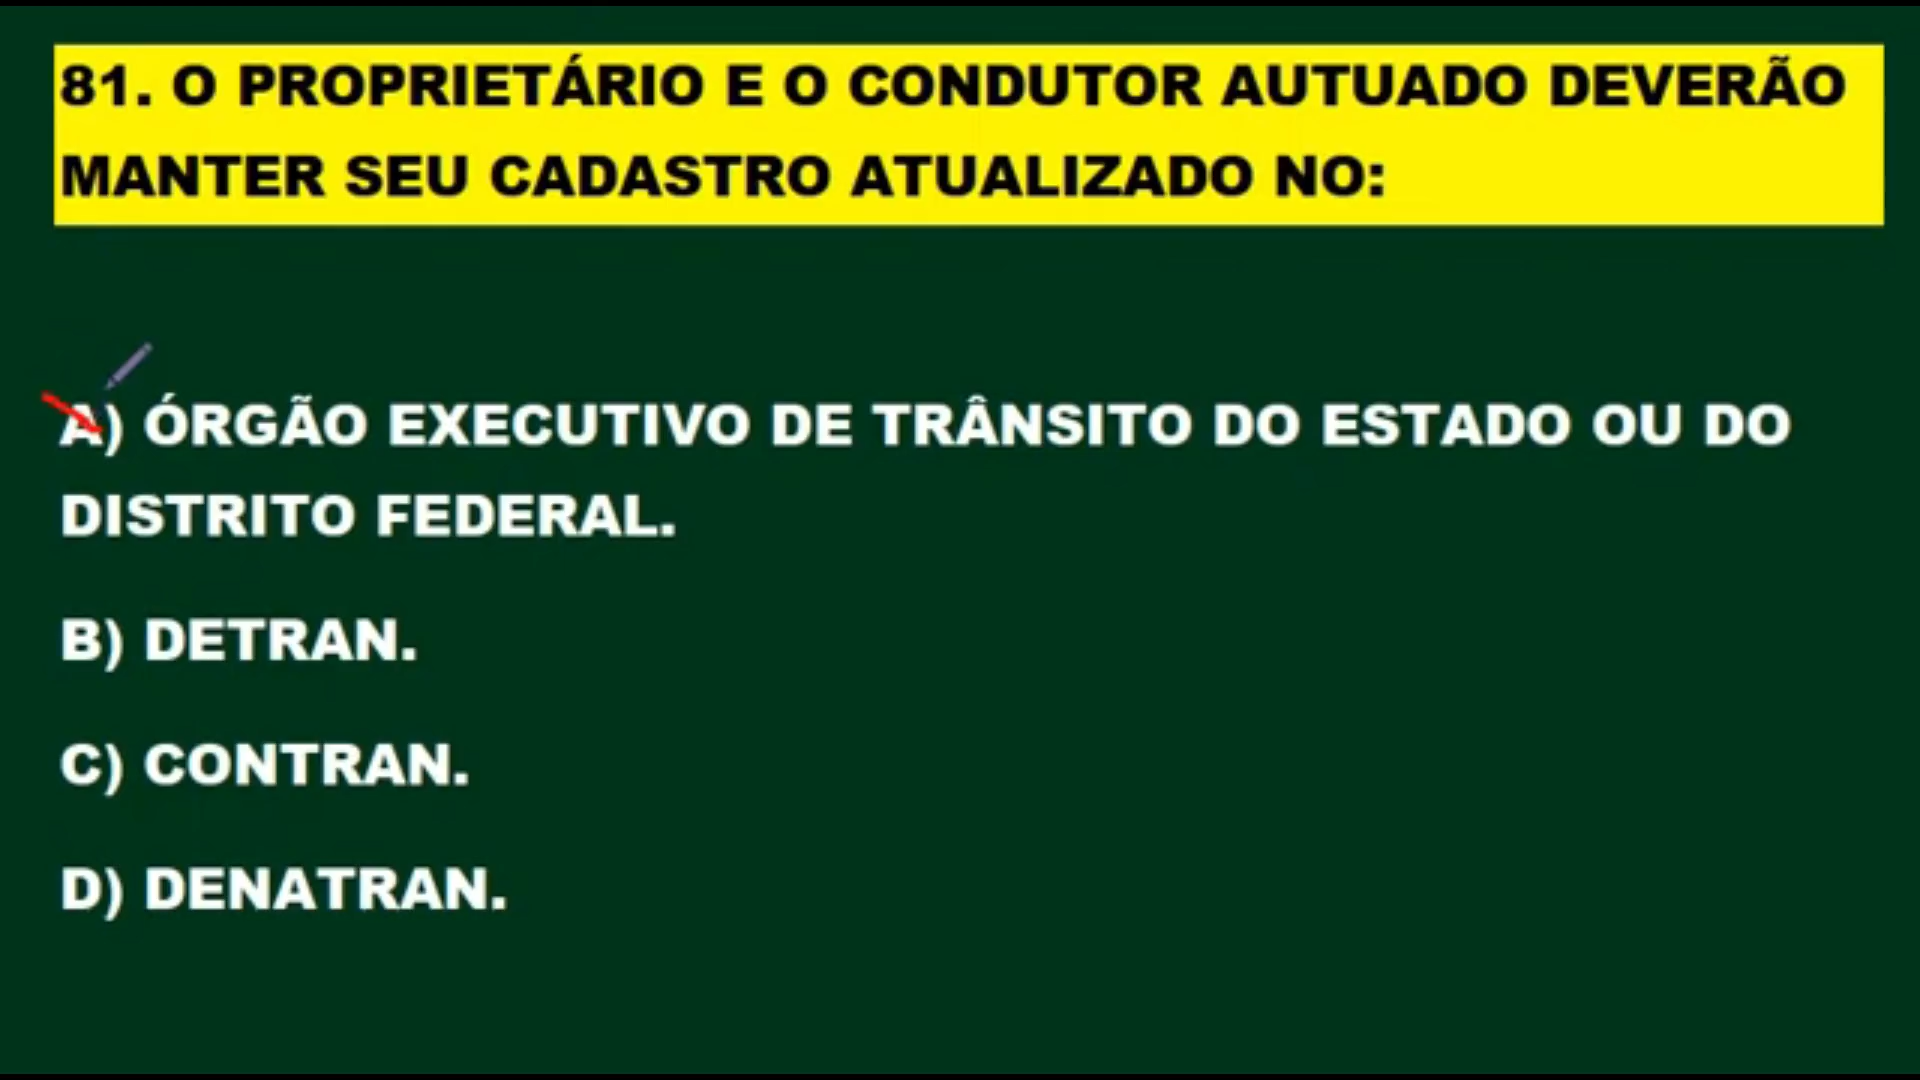 81. O PROPRIETÁRIO E O CONDUTOR AUTUADO DEVERÃO
MANTER SEU CADASTRO ATUALIZADO NO:
A) ÓRGÃO EXECUTIVO DE TRÂNSITO DO ESTADO OU DO
DISTRITO FEDERAL.
B) DETRAN.
C) CONTRAN.
D) DENATRAN.